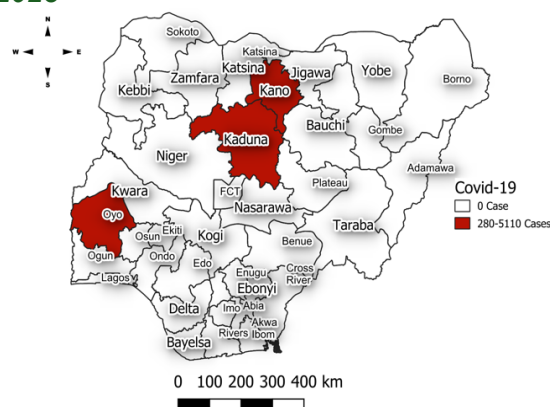 N
W E
S
Sokoto
Katsina
Katsina
Jigawa
Yobe
Borno
Zamfara
Kebbi
Kano
Bauchi
Gombe
Kaduna
Niger
Adamawa
Plateau
Kwara
FCT
Nasarawa
Oyo
Taraba
Osun
Ekiti
Kogi
Benue
Ogun
Ondo
Edo
Lagos
Enugu
Cross
River
Ebonyi
Delta
Imo
Abia
Akwa
Ibom
Rivers
Bayelsa
Covid-19
0 Case
280-5110 Cases
0 100 200 300 400 km